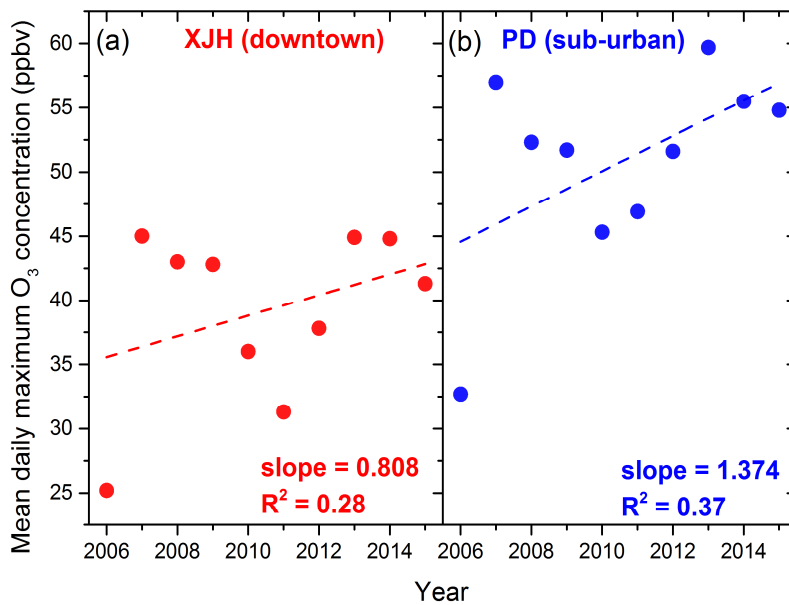 (a) XJH (downtown)
(b) PD (sub-urban)
Mean daily maximum O₃ concentration (ppbv)
60
55
50
45
40
35
30
25
slope = 0.808
R² = 0.28
slope = 1.374
R² = 0.37
2006 2008 2010 2012 2014 2006 2008 2010 2012 2014
Year